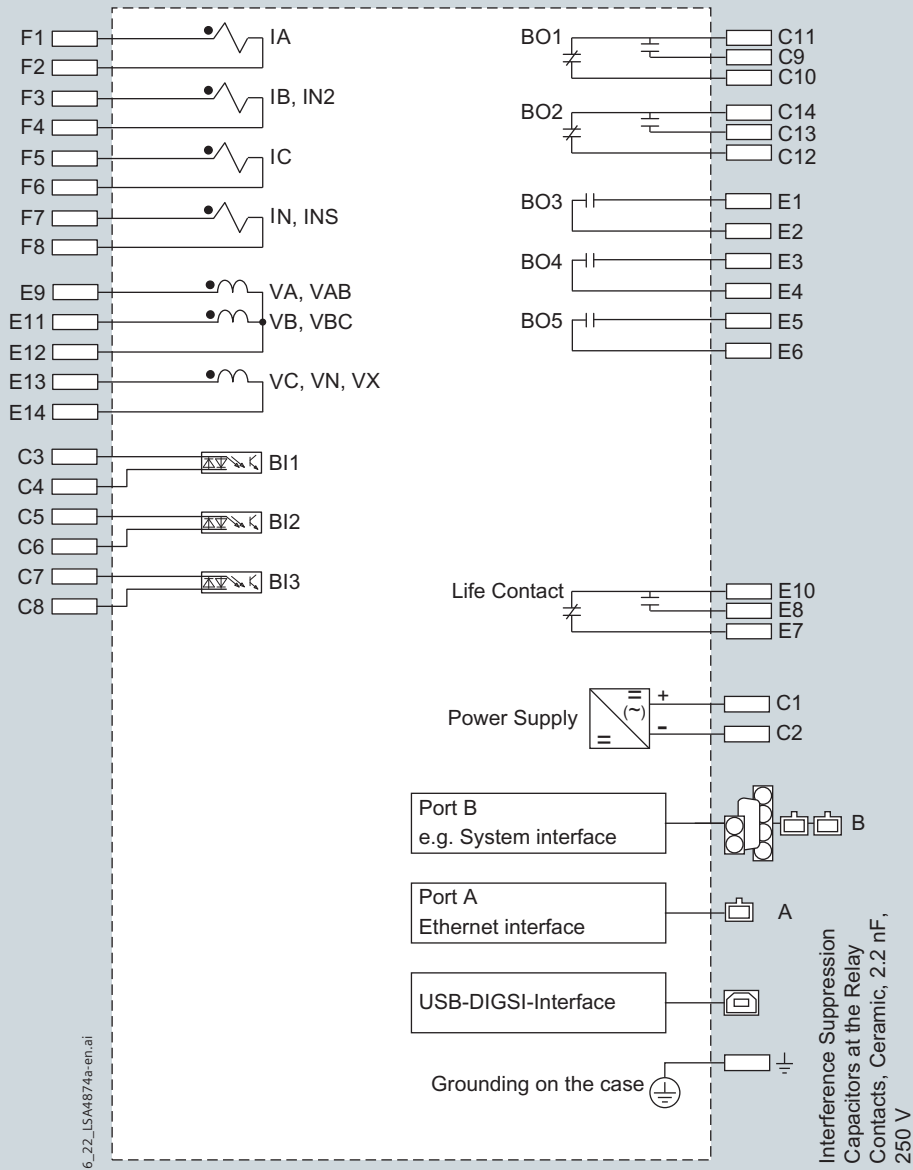 F1
IA
F2
F3
IB, IN2
F4
F5
IC
F6
F7
IN, INS
F8
E9
VA, VAB
E11
VB, VBC
E12
E13
VC, VN, VX
E14
C3
BI1
C4
C5
BI2
C6
C7
BI3
C8
BO1
C11
C9
C10
BO2
C14
C13
C12
BO3
E1
E2
BO4
E3
E4
BO5
E5
E6
Life Contact
E10
E8
E7
Power Supply
=
(~)
=
+
-
C1
C2
Port B
e.g. System interface
B
Port A
Ethernet interface
A
USB-DIGSI-Interface
Grounding on the case
Interference Suppression
Capacitors at the Relay
Contacts, Ceramic, 2.2 nF,
250 V
6_22_LSA4874a-en.ai